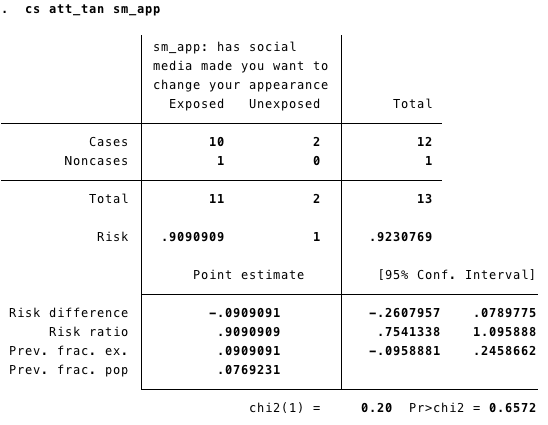 . cs att_tan sm_app
sm_app: has social
media made you want to
change your appearance
Exposed Unexposed Total
Cases 10 2 12
Noncases 1 0 1
Total 11 2 13
Risk .9090909 1 .9230769
Point estimate [95% Conf. Interval]
Risk difference -.0909091 -.2607957 .0789775
Risk ratio .9090909 .7541338 1.095888
Prev. frac. ex. .0909091 -.0958881 .2458662
Prev. frac. pop .0769231
chi2(1) = 0.20 Pr>chi2 = 0.6572